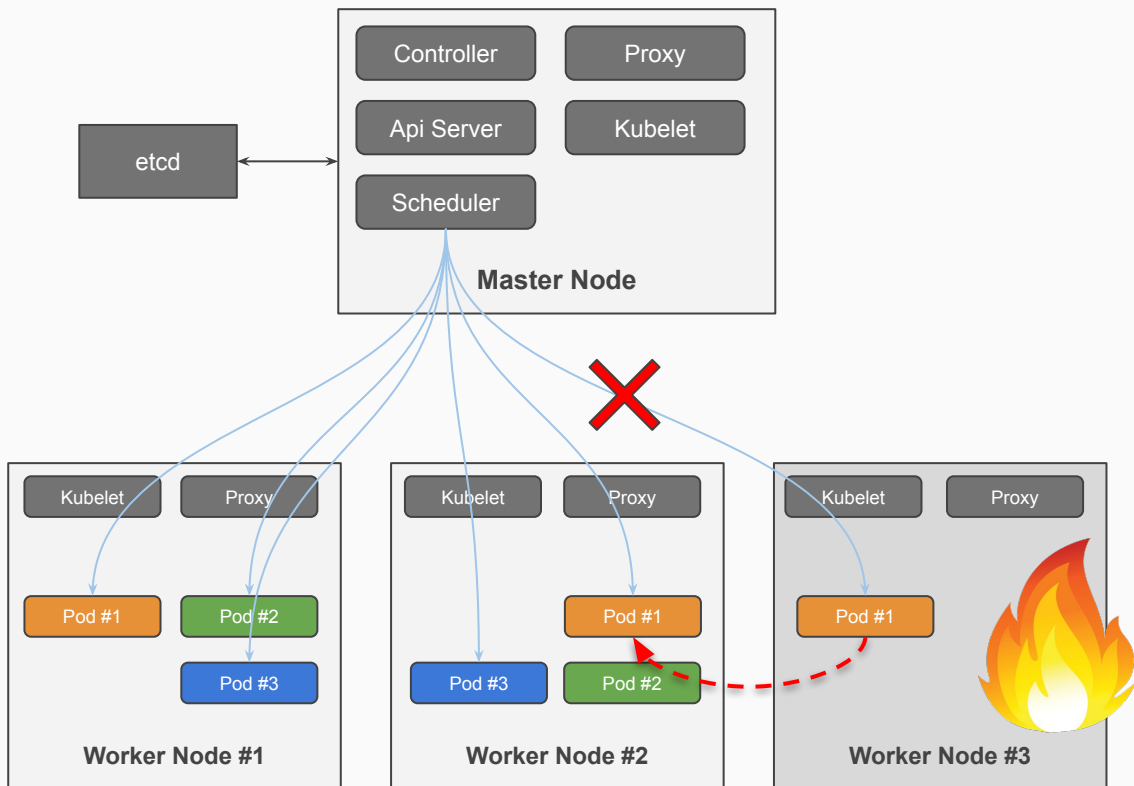 Controller
Proxy
Api Server
Kubelet
etcd
Scheduler
Master Node
Kubelet
Proxy
Pod #1
Pod #2
Pod #3
Worker Node #1
Kubelet
Proxy
Pod #1
Pod #3
Pod #2
Worker Node #2
Kubelet
Proxy
Pod #1
Worker Node #3